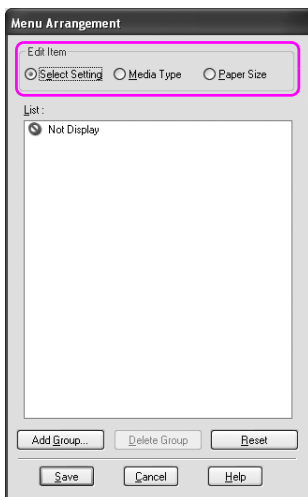 Menu Arrangement
Edit Item
Select Setting Media Type Paper Size
List :
Not Display
Add Group... Delete Group Reset
Save Cancel Help